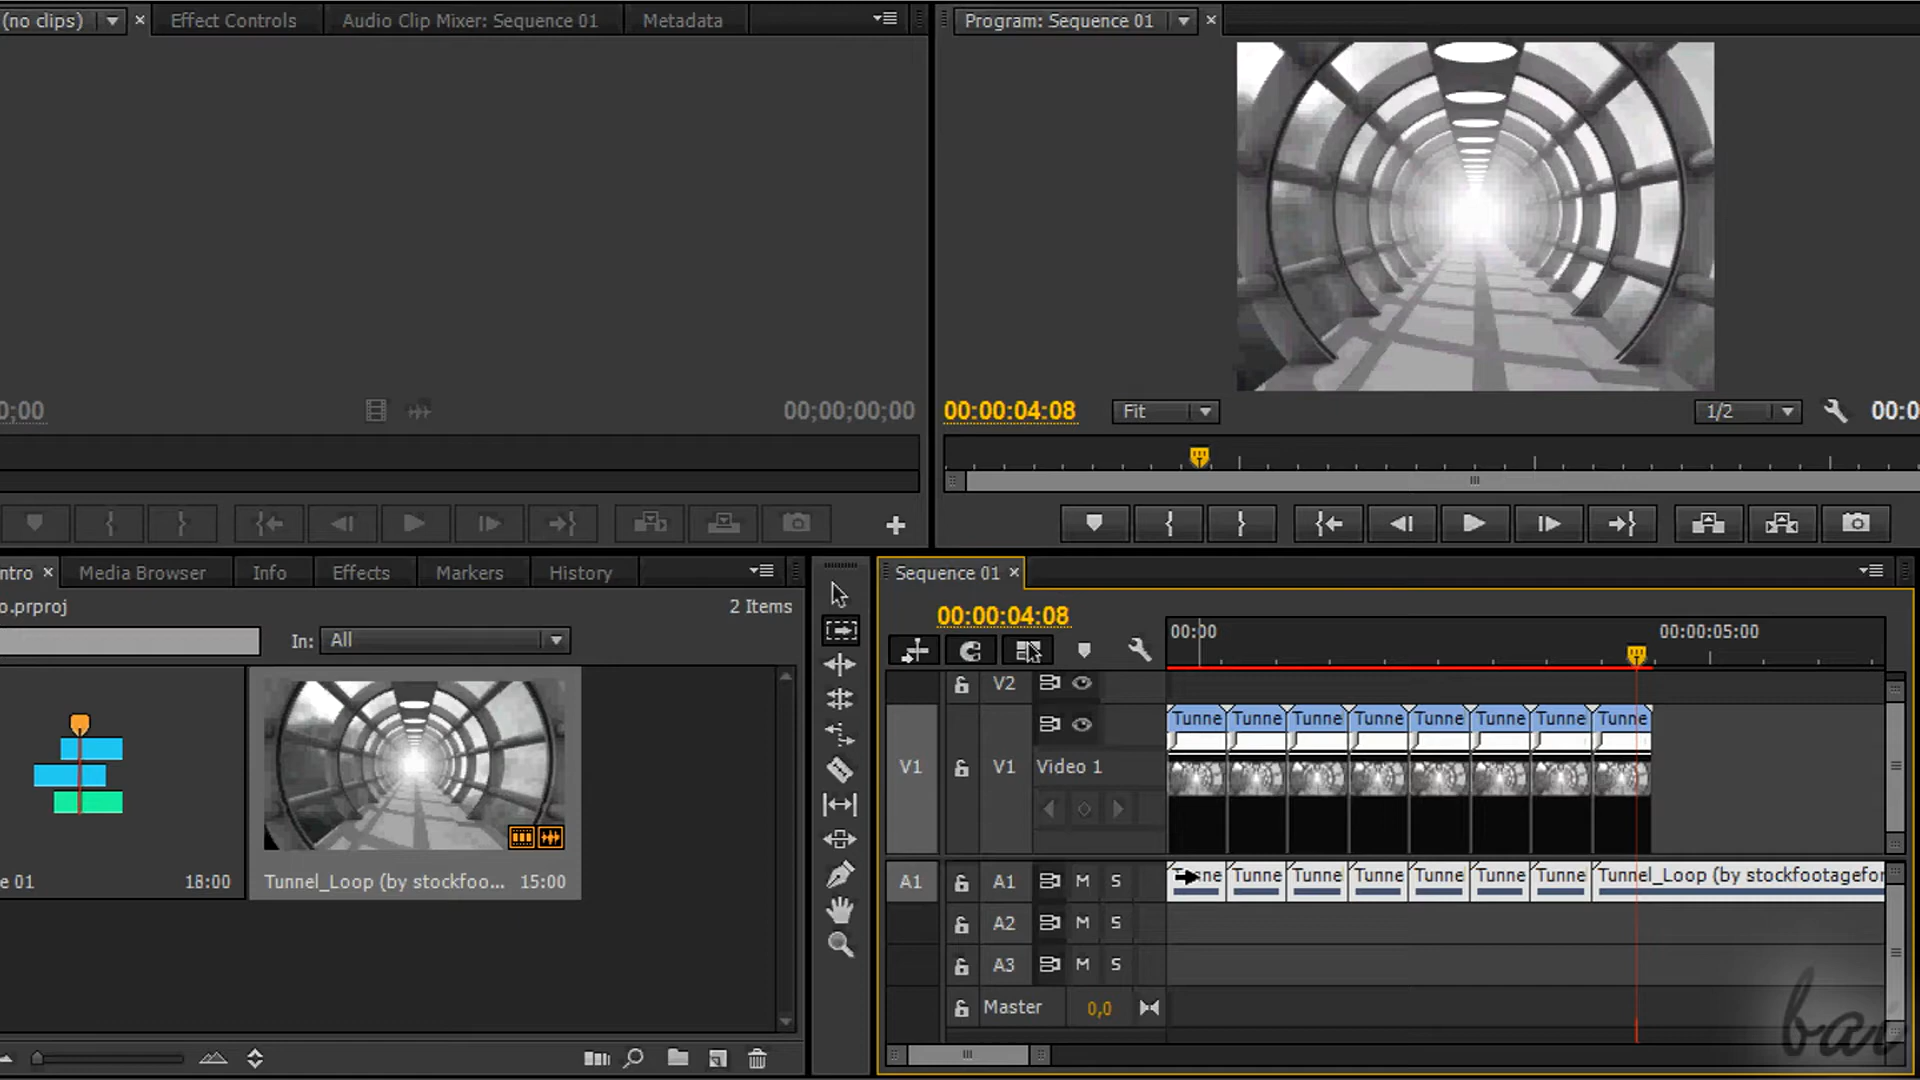 (no clips)
Effect Controls
Audio Clip Mixer: Sequence 01
Metadata
Program: Sequence 01
0;00
00;00;00;00
00:00:04:08
Fit
1/2
00:0
ntro
Media Browser
Info
Effects
Markers
History
o.prproj
2 Items
In: All
e 01
18:00
Tunnel_Loop (by stockfoo...
15:00
Sequence 01
00:00:04:08
00:00
00:00:05:00
V2
Tunne Tunne Tunne Tunne Tunne Tunne Tunne Tunne
V1
V1
Video 1
A1
A1 M S
Tunne Tunne Tunne Tunne Tunne Tunne Tunnel_Loop (by stockfootagefor
A2 M S
A3 M S
Master
0,0
bai